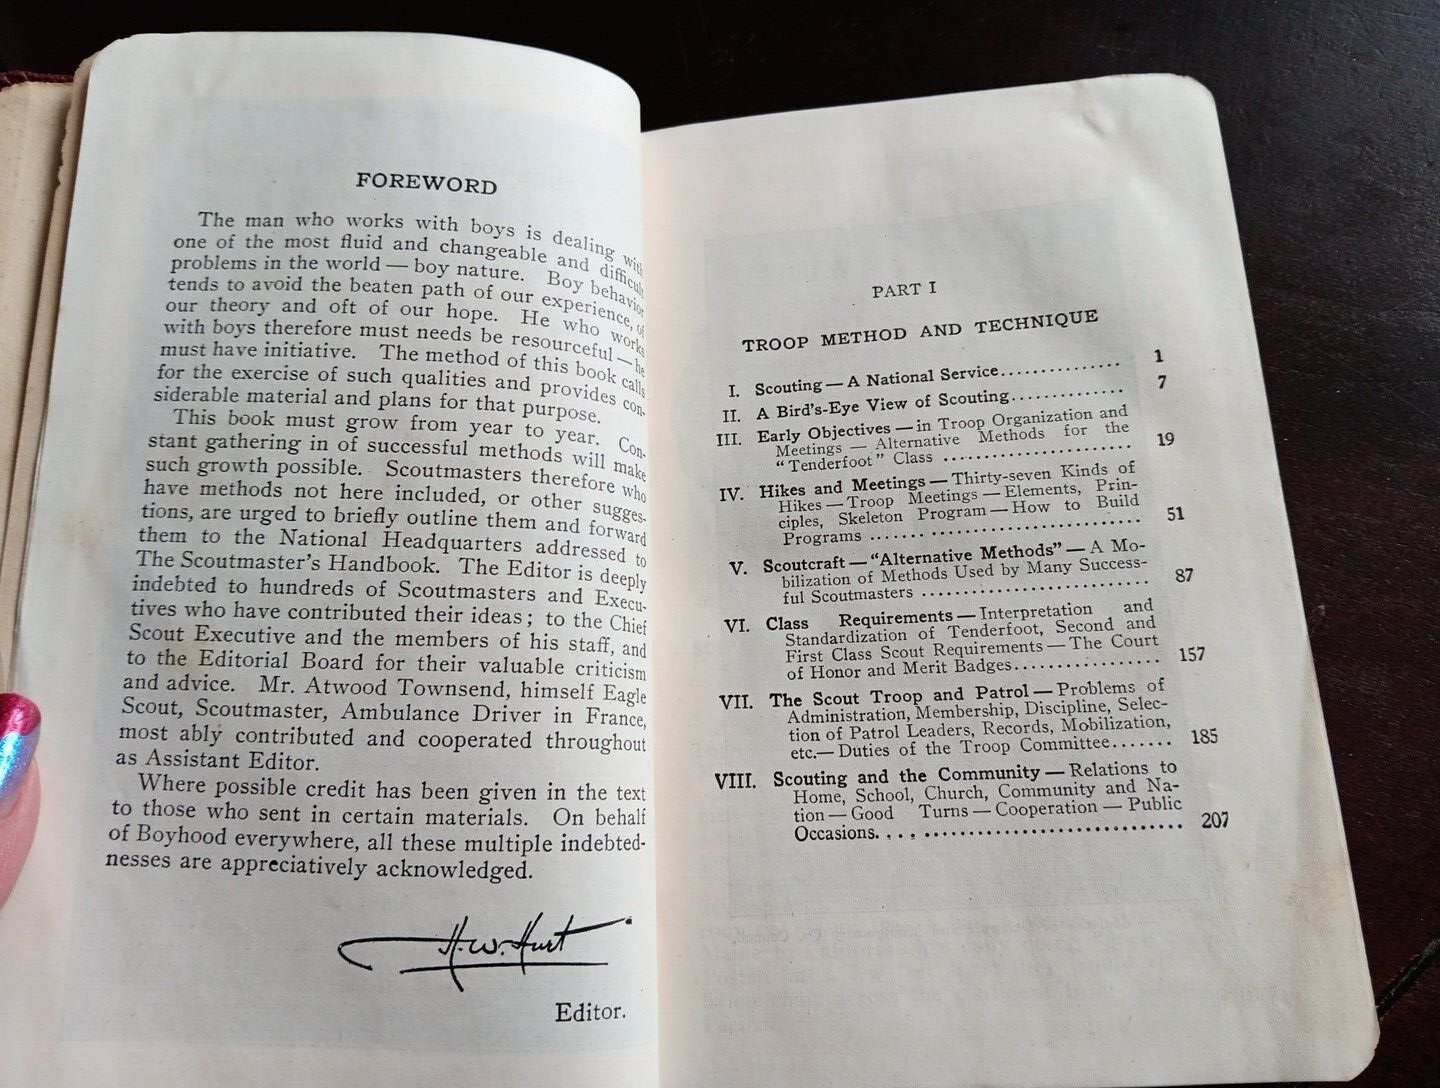 FOREWORD
The man who works with boys is dealing with
one of the most fluid and changeable and difficult
problems in the world — boy nature. Boy behavior
tends to avoid the beaten path of our experience, of
our theory and oft of our hope. He who works
with boys therefore must needs be resourceful — he
must have initiative. The method of this book calls
for the exercise of such qualities and provides con-
siderable material and plans for that purpose.
This book must grow from year to year. Con-
stant gathering in of successful methods will make
such growth possible. Scoutmasters therefore who
have methods not here included, or other sugges-
tions, are urged to briefly outline them and forward
them to the National Headquarters addressed to
The Scoutmaster's Handbook. The Editor is deeply
indebted to hundreds of Scoutmasters and Execu-
tives who have contributed their ideas; to the Chief
Scout Executive and the members of his staff, and
to the Editorial Board for their valuable criticism
and advice. Mr. Atwood Townsend, himself Eagle
Scout, Scoutmaster, Ambulance Driver in France,
most ably contributed and cooperated throughout
as Assistant Editor.
Where possible credit has been given in the text
to those who sent in certain materials. On behalf
of Boyhood everywhere, all these multiple indebted-
nesses are appreciatively acknowledged.
H. W. Hurt
Editor.
PART I
TROOP METHOD AND TECHNIQUE
I. Scouting — A National Service............... 1
II. A Bird's-Eye View of Scouting.............. 7
III. Early Objectives — in Troop Organization and
Meetings — Alternative Methods for the
"Tenderfoot" Class ........................ 19
IV. Hikes and Meetings — Thirty-seven Kinds of
Hikes — Troop Meetings — Elements, Prin-
ciples, Skeleton Program — How to Build
Programs .................................. 51
V. Scoutcraft — "Alternative Methods" — A Mo-
bilization of Methods Used by Many Success-
ful Scoutmasters .......................... 87
VI. Class Requirements — Interpretation and
Standardization of Tenderfoot, Second and
First Class Scout Requirements — The Court
of Honor and Merit Badges................. 157
VII. The Scout Troop and Patrol — Problems of
Administration, Membership, Discipline, Selec-
tion of Patrol Leaders, Records, Mobilization,
etc.— Duties of the Troop Committee....... 185
VIII. Scouting and the Community — Relations to
Home, School, Church, Community and Na-
tion — Good Turns — Cooperation — Public
Occasions.................................. 207